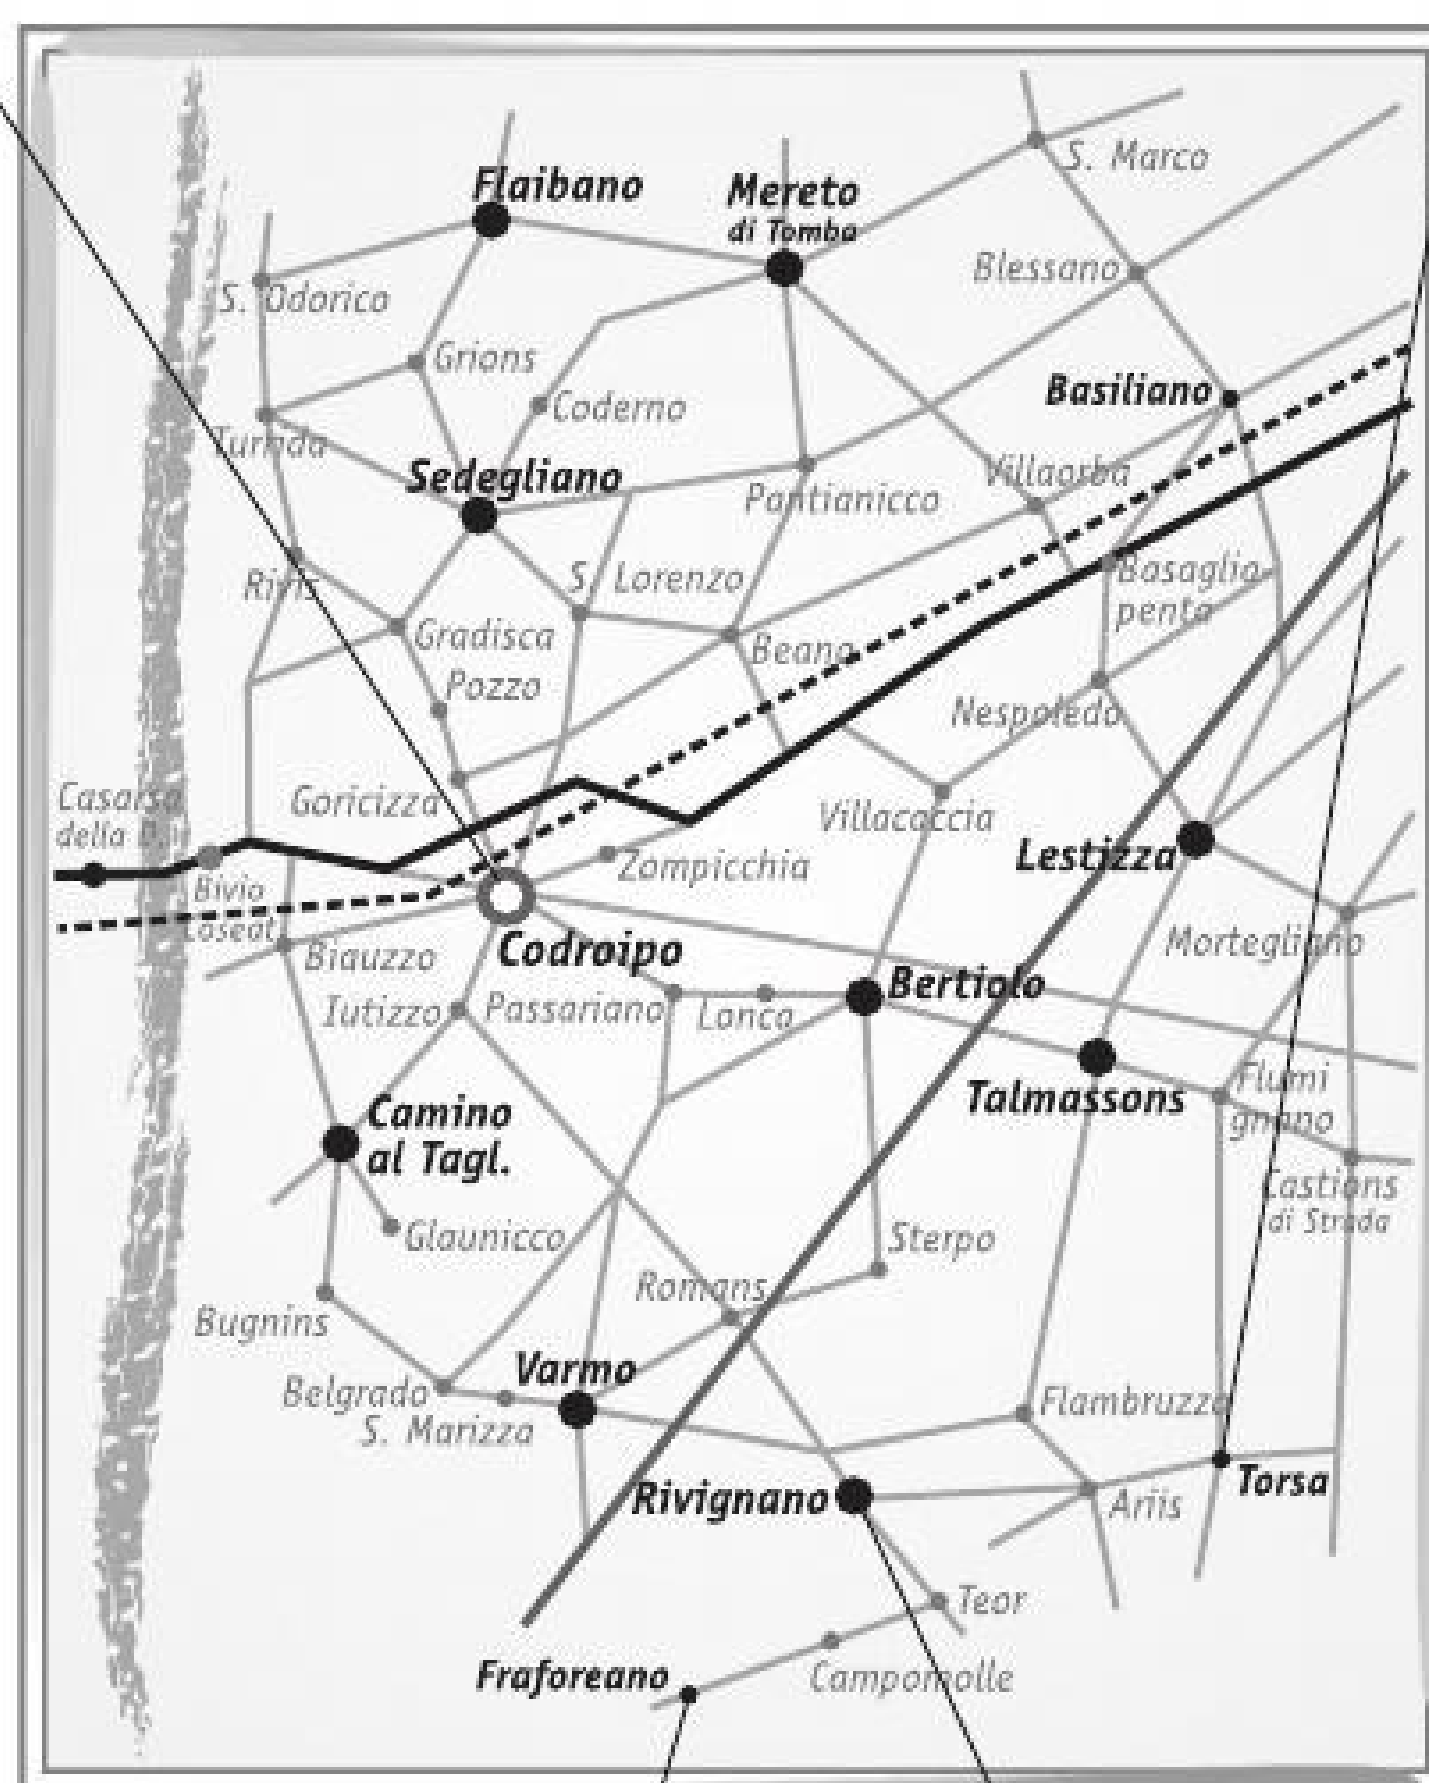 S. Marco
Flaibano
Mereto
di Tomba
Blessano
S. Odorico
Grions
Coderno
Basiliano
Turrida
Sedegliano
Pantianicco
Villaorba
Rivis
S. Lorenzo
Basaglia-
penta
Gradisca
Beano
Pozzo
Nespoledo
Casarsa
della D.
Goricizza
Villacaccia
Lestizza
Zompicchia
Bivio
Coseat
Biauzzo
Codroipo
Mortegliano
Bertiolo
Iutizzo
Passariano
Lonca
Talmassons
Flumi
gnano
Camino
al Tagl.
Castions
di Strada
Glaunicco
Sterpo
Romans
Bugnins
Varmo
Belgrado
S. Marizza
Flambruzzo
Rivignano
Torsa
Ariis
Teor
Fraforeano
Campomolle